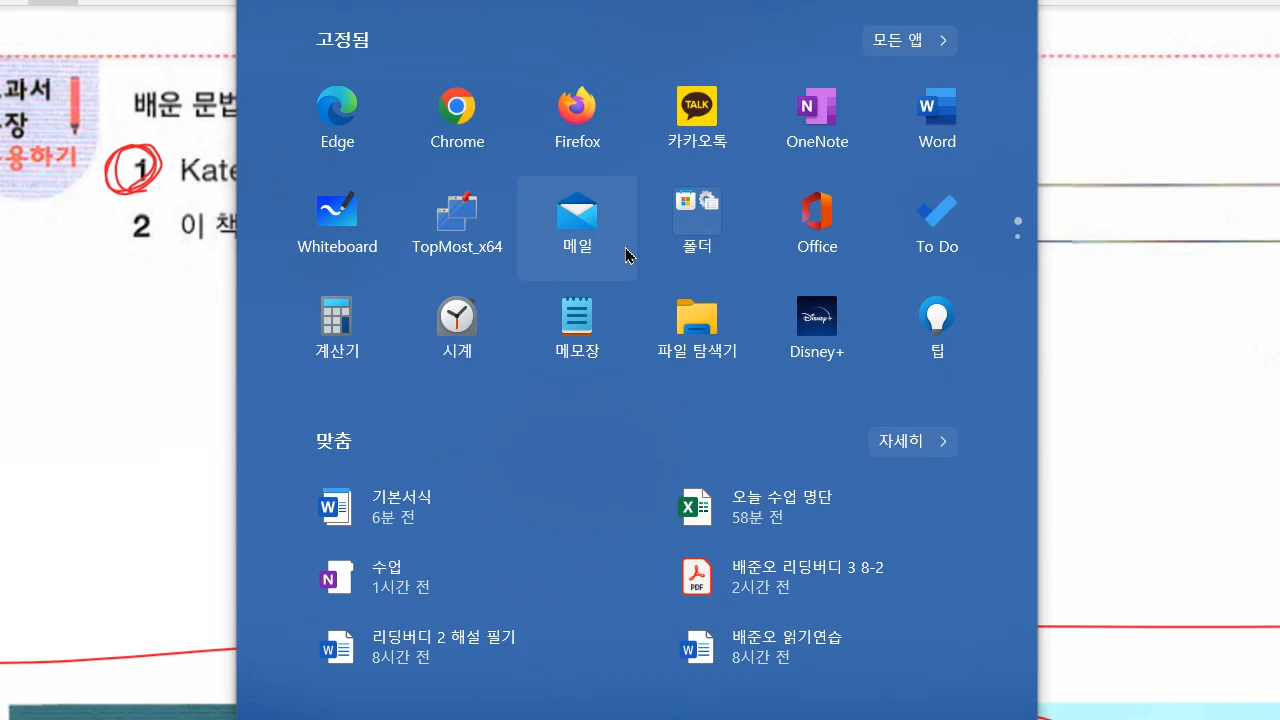 고정됨
모든 앱
Edge
Chrome
Firefox
TALK
카카오톡
N
OneNote
W
Word
Whiteboard
TopMost_x64
메일
폴더
Office
To Do
계산기
시계
메모장
파일 탐색기
Disney+
Disney+
팁
맞춤
자세히
W
기본서식
6분 전
X
오늘 수업 명단
58분 전
N
수업
1시간 전
PDF
배준오 리딩버디 3 8-2
2시간 전
W
리딩버디 2 해설 필기
8시간 전
W
배준오 읽기연습
8시간 전
과서
장
용하기
배운 문법
1 Kate
2 이 책